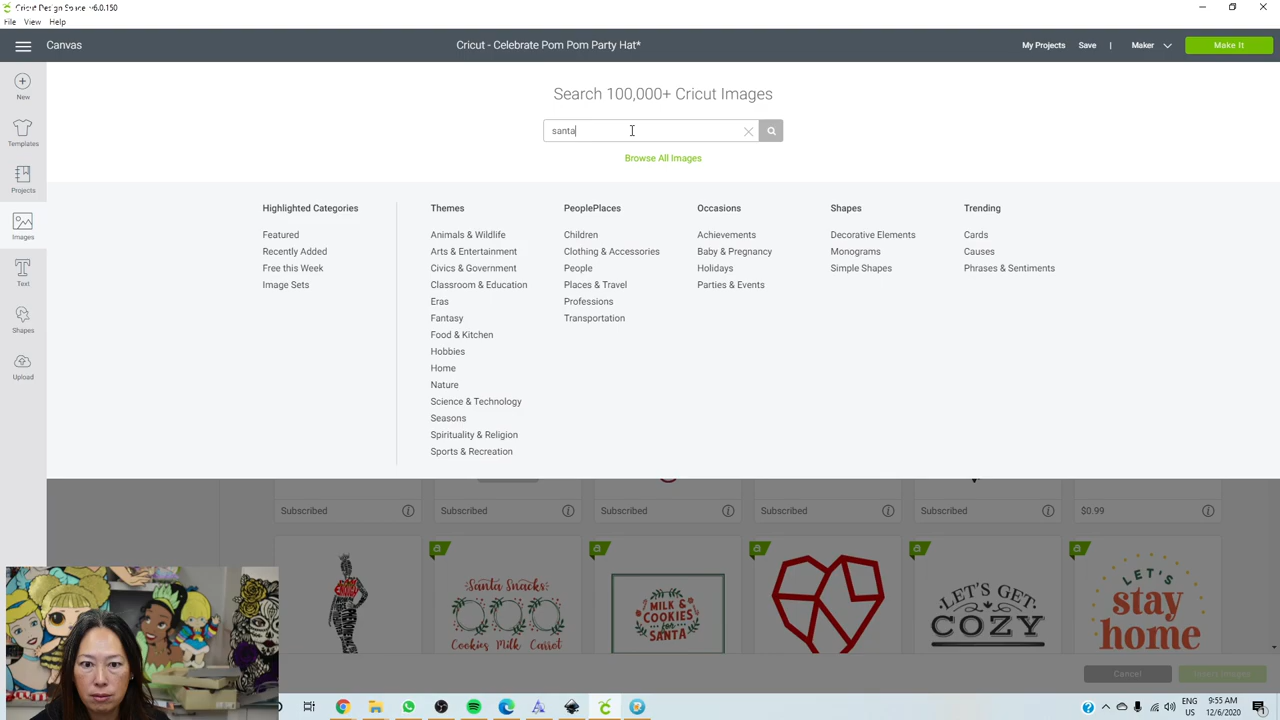 Cricut Design Space v6.0.150
File View Help
Canvas
Cricut - Celebrate Pom Pom Party Hat*
My Projects Save | Maker Make It
New
Templates
Projects
Images
Text
Shapes
Upload
Search 100,000+ Cricut Images
santa
Browse All Images
Highlighted Categories
Featured
Recently Added
Free this Week
Image Sets
Themes
Animals & Wildlife
Arts & Entertainment
Civics & Government
Classroom & Education
Eras
Fantasy
Food & Kitchen
Hobbies
Home
Nature
Science & Technology
Seasons
Spirituality & Religion
Sports & Recreation
PeoplePlaces
Children
Clothing & Accessories
People
Places & Travel
Professions
Transportation
Occasions
Achievements
Baby & Pregnancy
Holidays
Parties & Events
Shapes
Decorative Elements
Monograms
Simple Shapes
Trending
Cards
Causes
Phrases & Sentiments
Subscribed
Subscribed
Subscribed
Subscribed
Subscribed
$0.99
a
Santa Snacks
Cookies Milk Carrot
a
MILK &
COOKIES
for
SANTA
a
a
LET'S GET
COZY
a
LET'S
stay
home
Cancel Insert Images
ENG
US
9:55 AM
12/6/2020